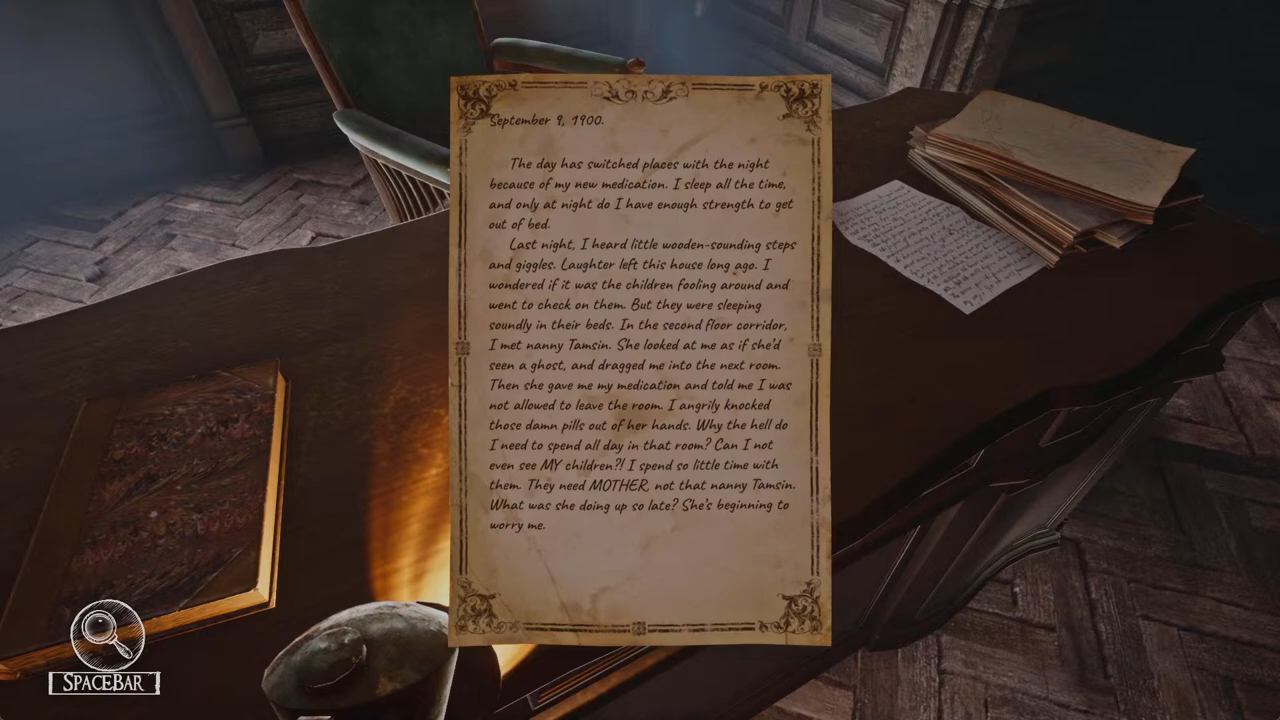 September 9, 1900.
The day has switched places with the night
because of my new medication. I sleep all the time,
and only at night do I have enough strength to get
out of bed.
Last night, I heard little wooden-sounding steps
and giggles. Laughter left this house long ago. I
wondered if it was the children fooling around and
went to check on them. But they were sleeping
soundly in their beds. In the second floor corridor,
I met nanny Tamsin. She looked at me as if she'd
seen a ghost, and dragged me into the next room.
Then she gave me my medication and told me I was
not allowed to leave the room. I angrily knocked
those damn pills out of her hands. Why the hell do
I need to spend all day in that room? Can I not
even see MY children?! I spend so little time with
them. They need MOTHER, not that nanny Tamsin.
What was she doing up so late? She's beginning to
worry me.
SPACEBAR